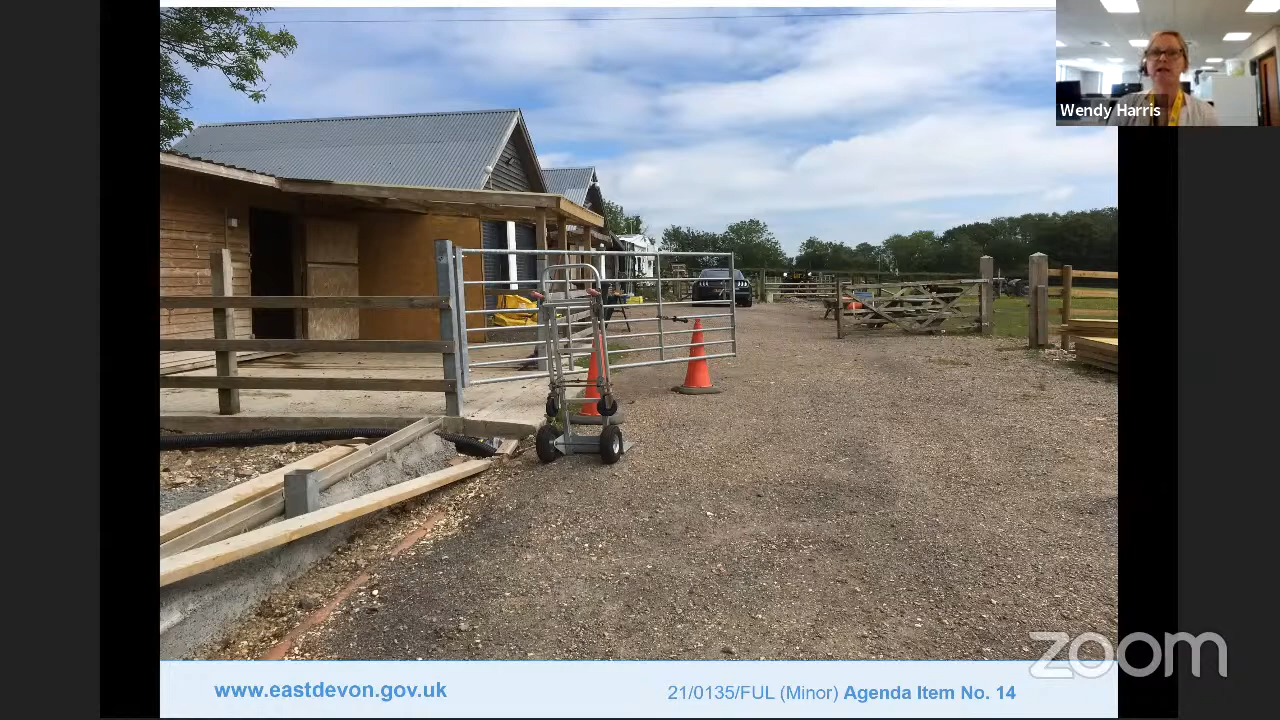 Wendy Harris
zoom
www.eastdevon.gov.uk
21/0135/FUL (Minor) Agenda Item No. 14